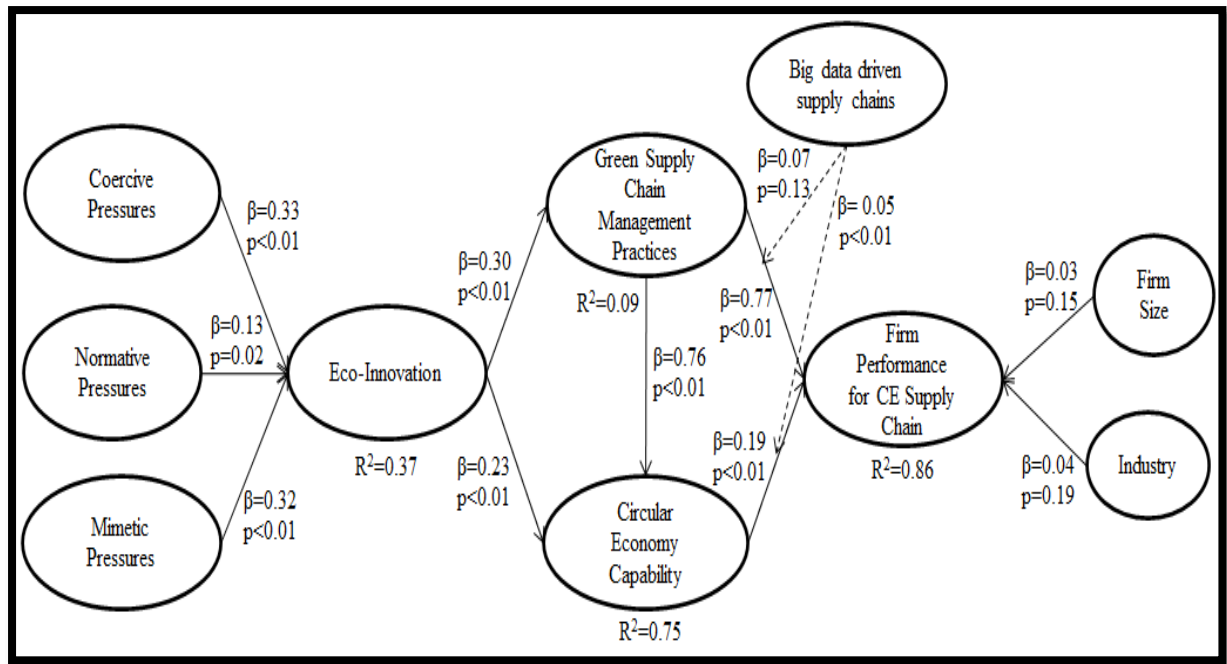 Big data driven
supply chains
Coercive
Pressures
β=0.33
p<0.01
Normative
Pressures
β=0.13
p=0.02
Mimetic
Pressures
β=0.32
p<0.01
Eco-Innovation
R²=0.37
β=0.30
p<0.01
β=0.23
p<0.01
Green Supply
Chain
Management
Practices
R²=0.09
β=0.76
p<0.01
Circular
Economy
Capability
R²=0.75
β=0.07
p=0.13
β= 0.05
p<0.01
β=0.77
p<0.01
β=0.19
p<0.01
Firm
Performance
for CE Supply
Chain
R²=0.86
β=0.03
p=0.15
Firm
Size
β=0.04
p=0.19
Industry